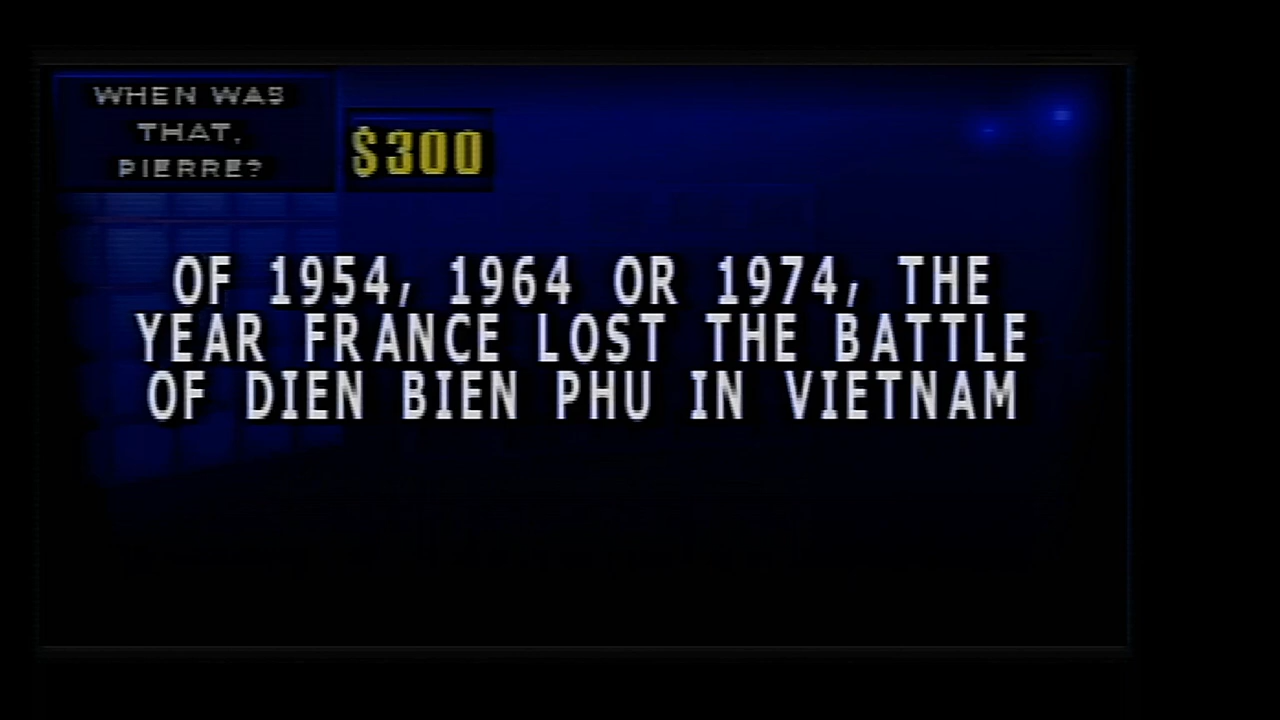 WHEN WAS
THAT,
PIERRE?
$300
OF 1954, 1964 OR 1974, THE
YEAR FRANCE LOST THE BATTLE
OF DIEN BIEN PHU IN VIETNAM